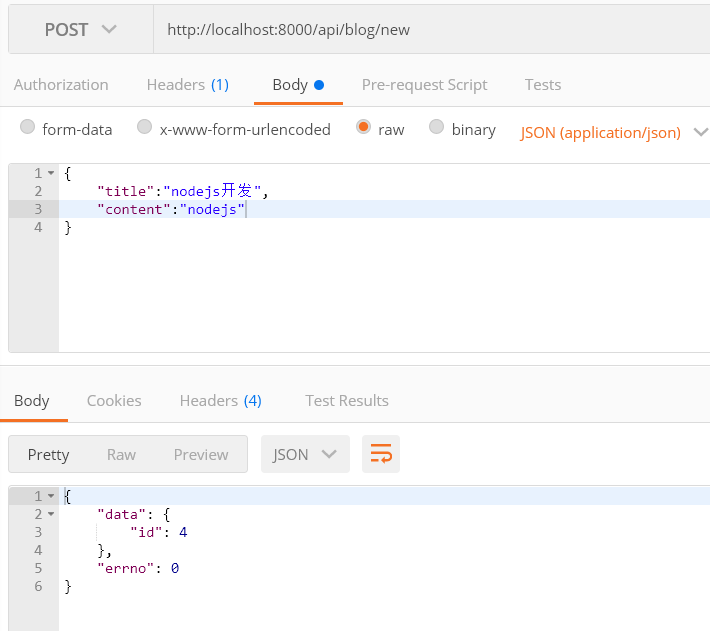 POST http://localhost:8000/api/blog/new
Authorization Headers (1) Body Pre-request Script Tests
form-data x-www-form-urlencoded raw binary JSON (application/json)
1 {
2 "title":"nodejs开发",
3 "content":"nodejs"
4 }
Body Cookies Headers (4) Test Results
Pretty Raw Preview JSON
1 {
2 "data": {
3 "id": 4
4 },
5 "errno": 0
6 }